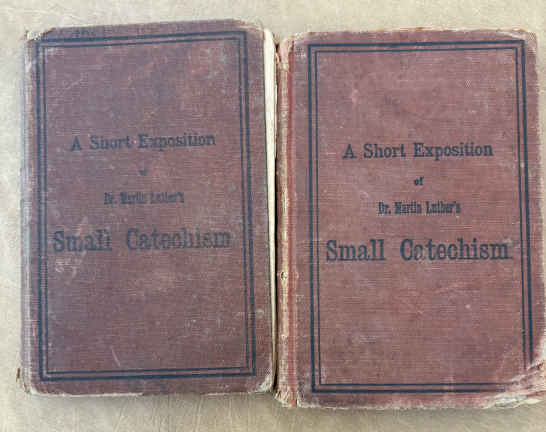 A Short Exposition
of
Dr. Martin Luther's
Small Catechism
A Short Exposition
of
Dr. Martin Luther's
Small Catechism